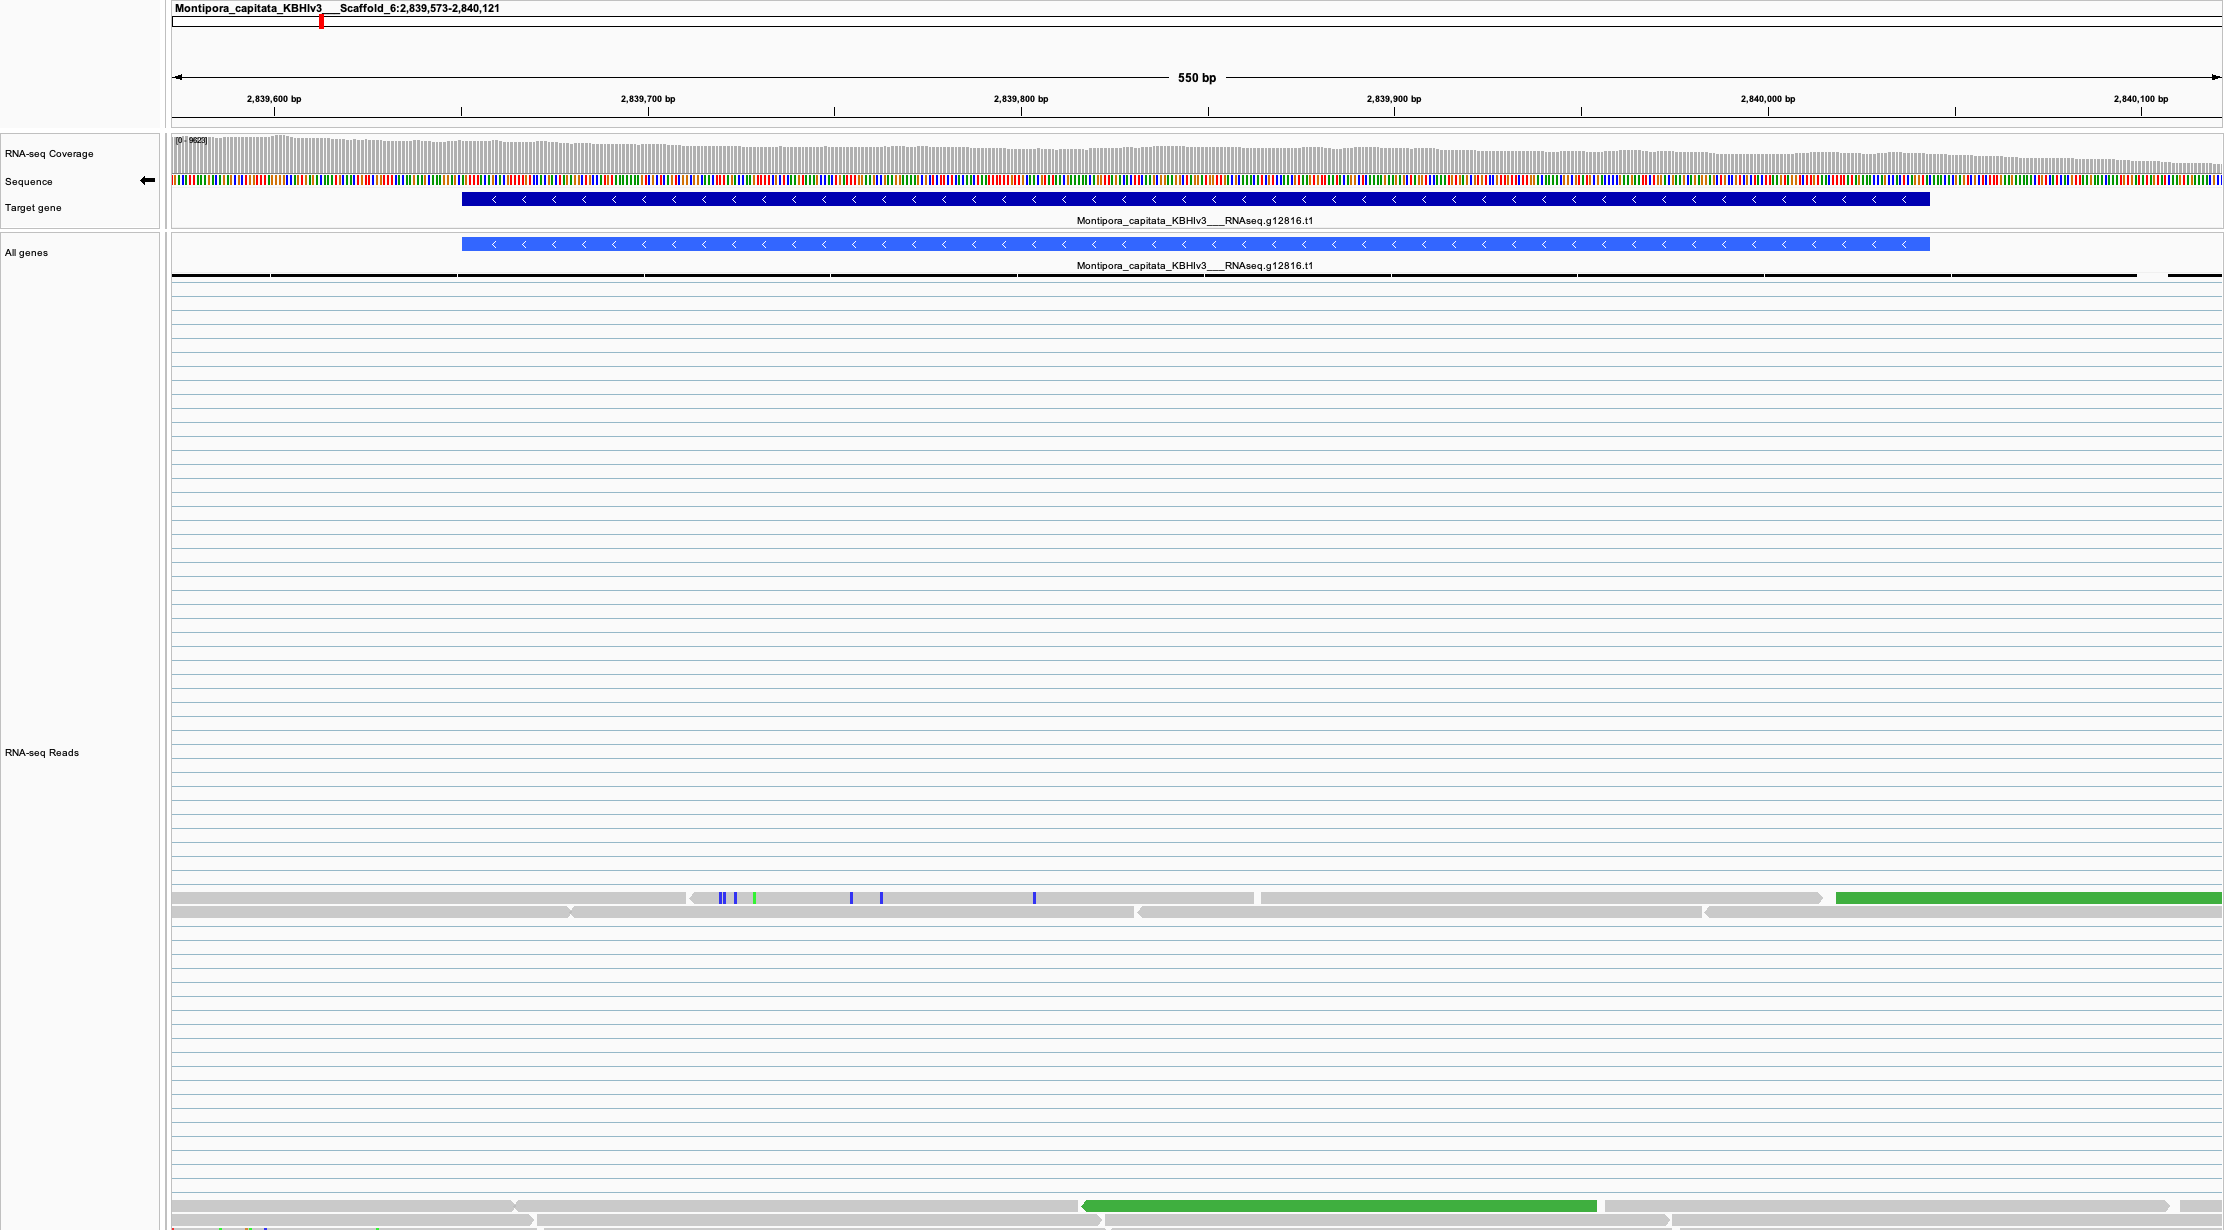 Montipora_capitata_KBHIv3___Scaffold_6:2,839,573-2,840,121
550 bp
2,839,600 bp 2,839,700 bp 2,839,800 bp 2,839,900 bp 2,840,000 bp 2,840,100 bp
[0 - 9623]
RNA-seq Coverage
Sequence
Target gene
Montipora_capitata_KBHIv3___RNAseq.g12816.t1
All genes
Montipora_capitata_KBHIv3___RNAseq.g12816.t1
RNA-seq Reads